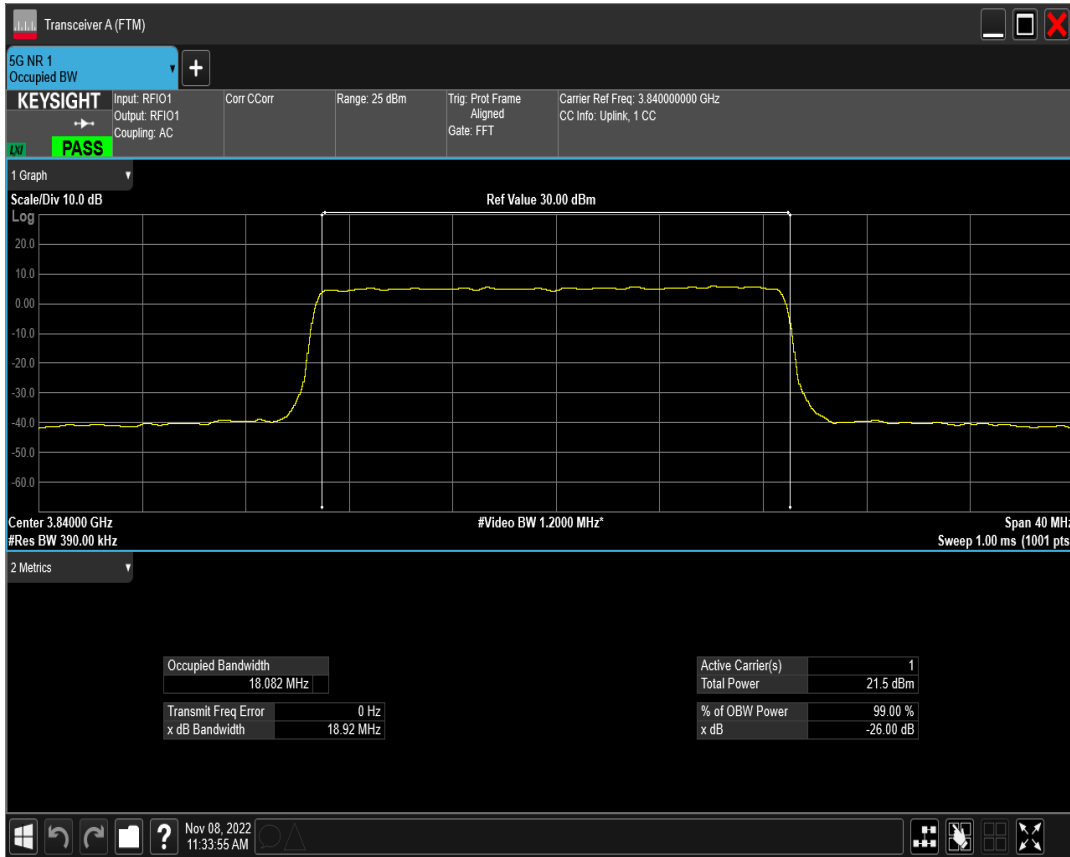 Transceiver A (FTM)
5G NR 1
Occupied BW
+
KEYSIGHT
LXI
PASS
Input: RFIO1
Output: RFIO1
Coupling: AC
Corr CCorr
Range: 25 dBm
Trig: Prot Frame
Aligned
Gate: FFT
Carrier Ref Freq: 3.840000000 GHz
CC Info: Uplink, 1 CC
1 Graph
Scale/Div 10.0 dB
Ref Value 30.00 dBm
Log
20.0
10.0
0.00
-10.0
-20.0
-30.0
-40.0
-50.0
-60.0
Center 3.84000 GHz
#Video BW 1.2000 MHz*
Span 40 MHz
#Res BW 390.00 kHz
Sweep 1.00 ms (1001 pts
2 Metrics
Occupied Bandwidth
18.082 MHz
Transmit Freq Error 0 Hz
x dB Bandwidth 18.92 MHz
Active Carrier(s) 1
Total Power 21.5 dBm
% of OBW Power 99.00 %
x dB -26.00 dB
?
Nov 08, 2022
11:33:55 AM